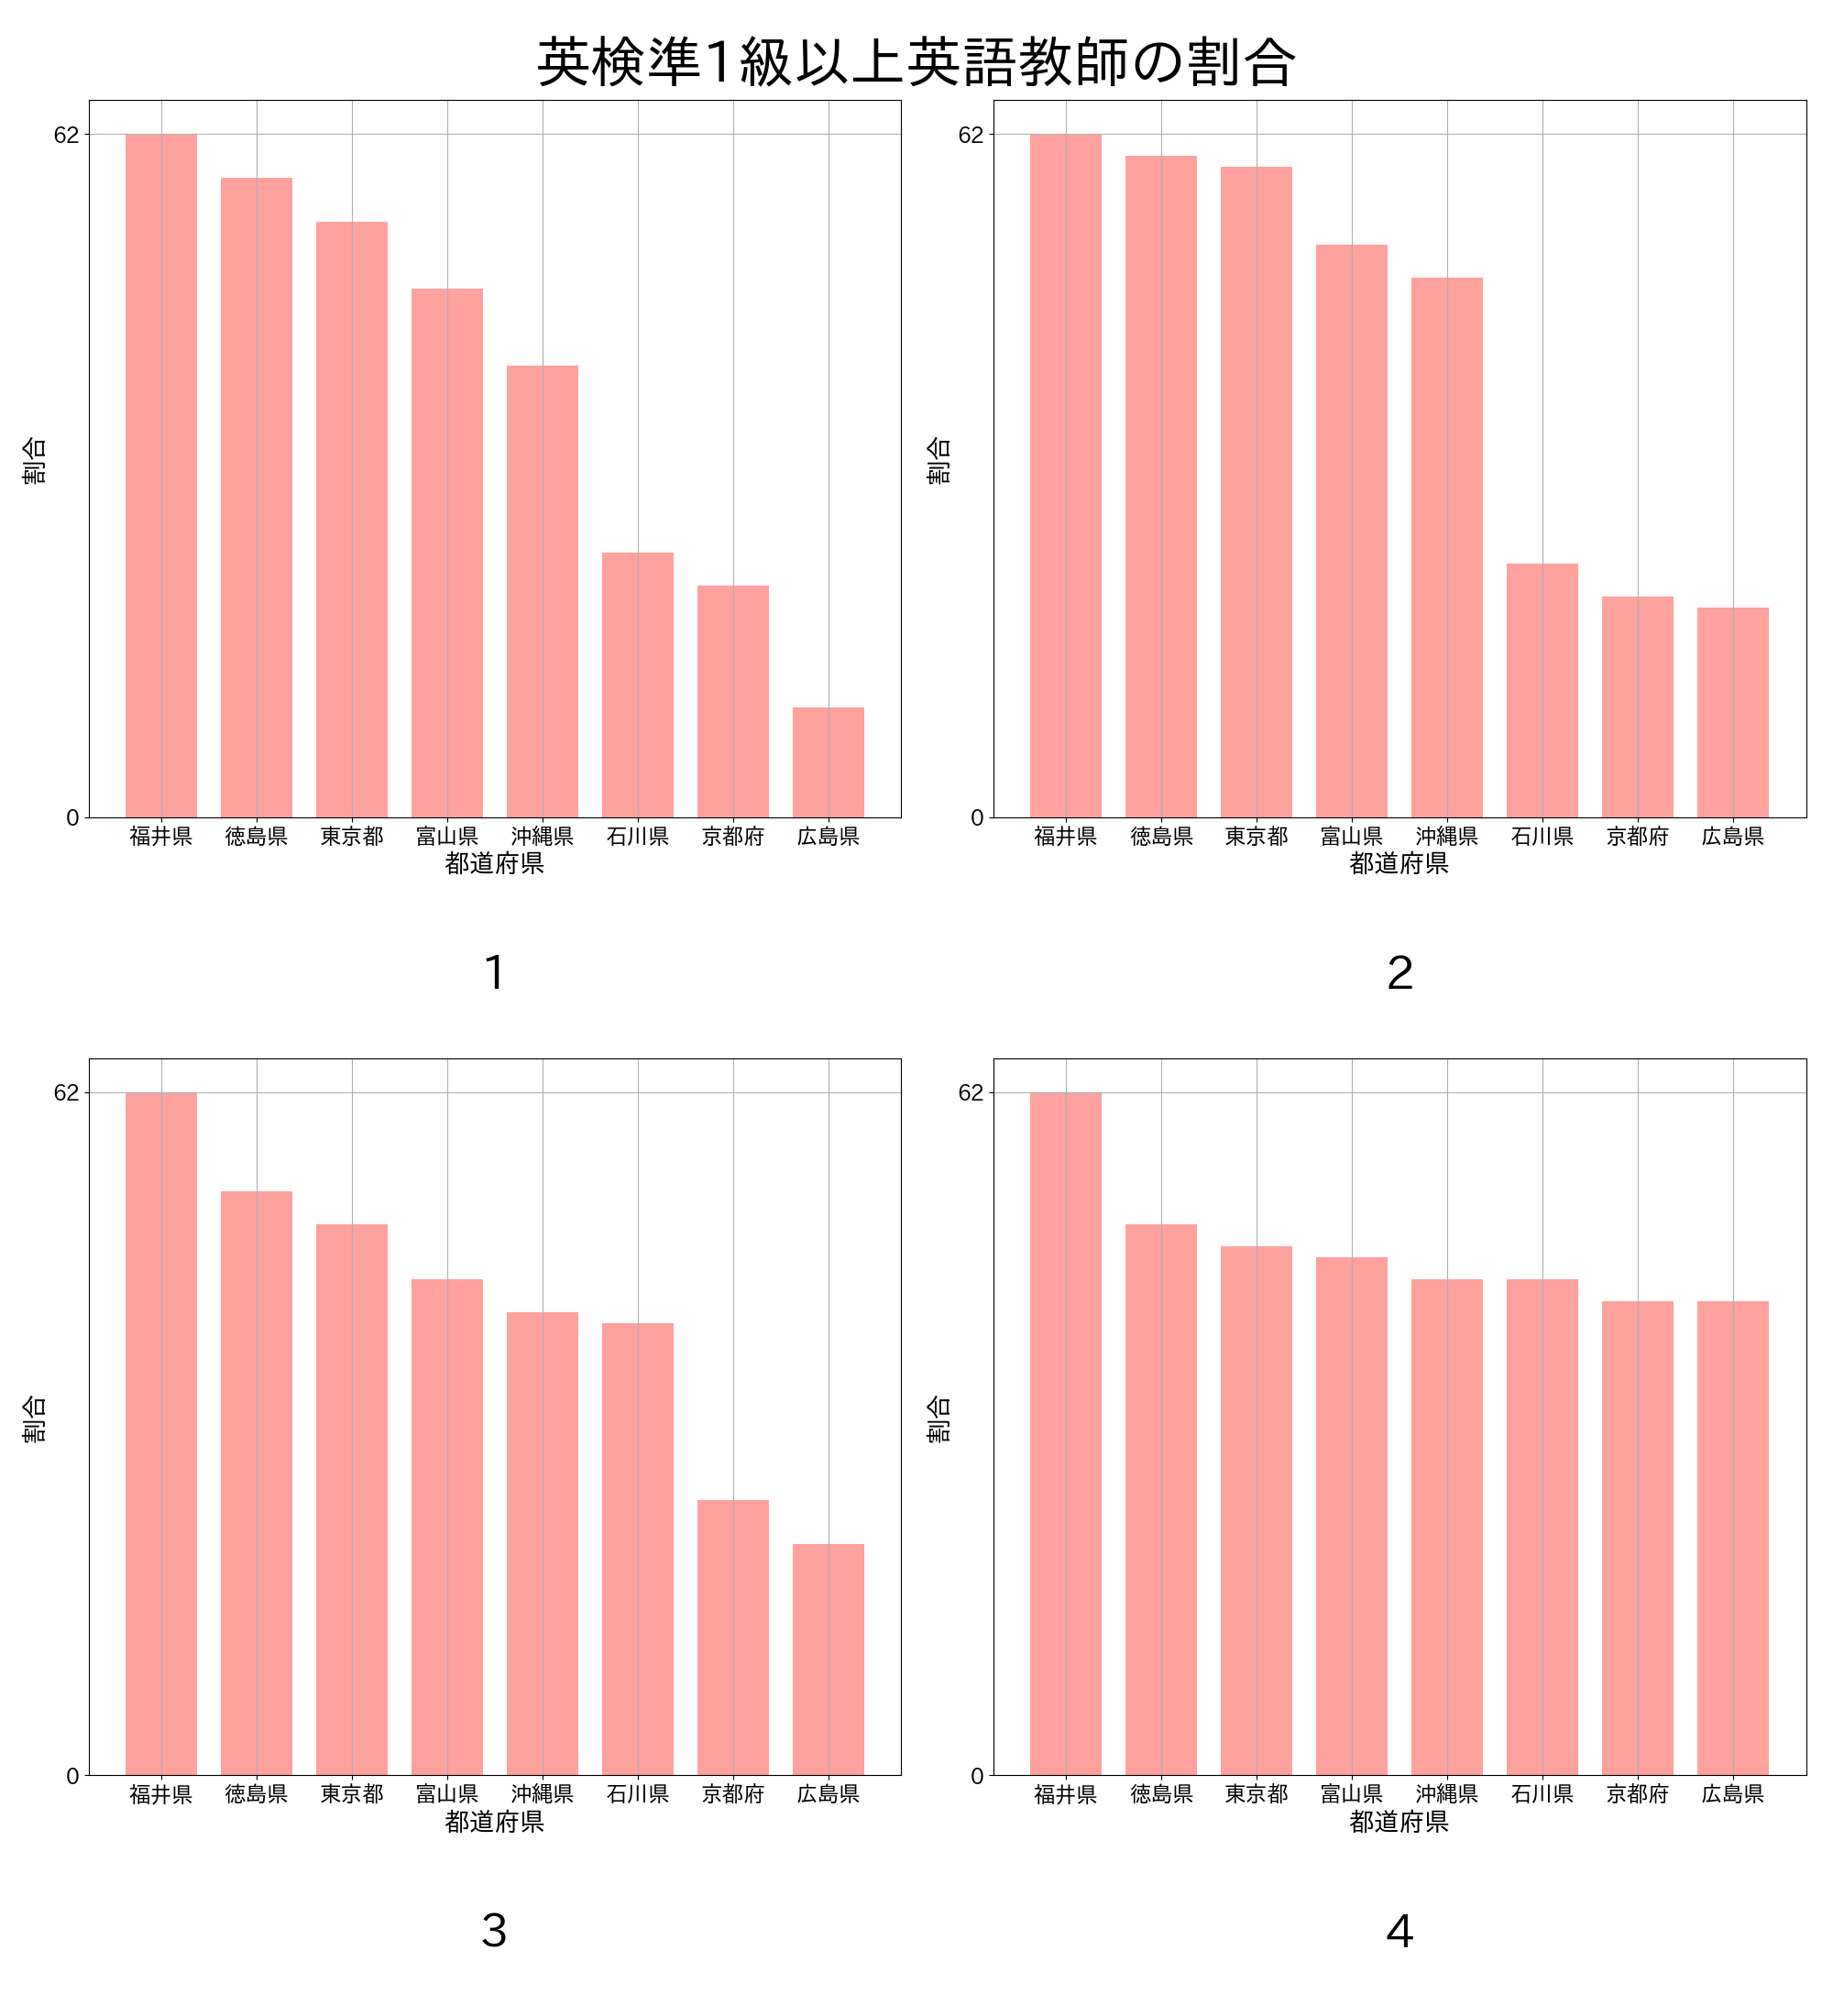 英検準1級以上英語教師の割合
62
0
割合
福井県 徳島県 東京都 富山県 沖縄県 石川県 京都府 広島県
都道府県
1
62
0
割合
福井県 徳島県 東京都 富山県 沖縄県 石川県 京都府 広島県
都道府県
2
62
0
割合
福井県 徳島県 東京都 富山県 沖縄県 石川県 京都府 広島県
都道府県
3
62
0
割合
福井県 徳島県 東京都 富山県 沖縄県 石川県 京都府 広島県
都道府県
4